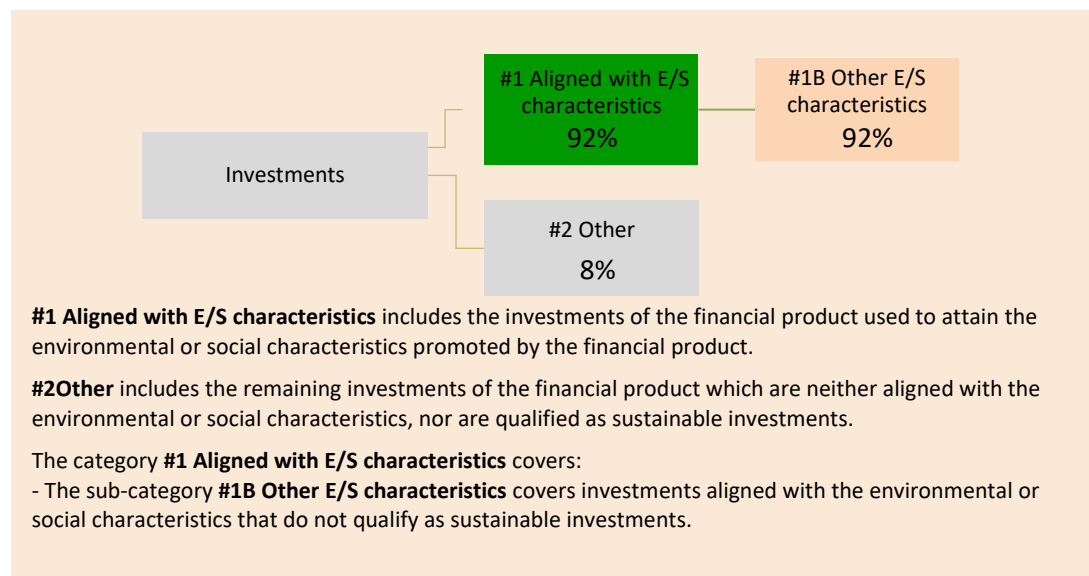 #1 Aligned with E/S
characteristics
92%
#1B Other E/S
characteristics
92%
Investments
#2 Other
8%
#1 Aligned with E/S characteristics includes the investments of the financial product used to attain the
environmental or social characteristics promoted by the financial product.
#2Other includes the remaining investments of the financial product which are neither aligned with the
environmental or social characteristics, nor are qualified as sustainable investments.
The category #1 Aligned with E/S characteristics covers:
- The sub-category #1B Other E/S characteristics covers investments aligned with the environmental or
social characteristics that do not qualify as sustainable investments.